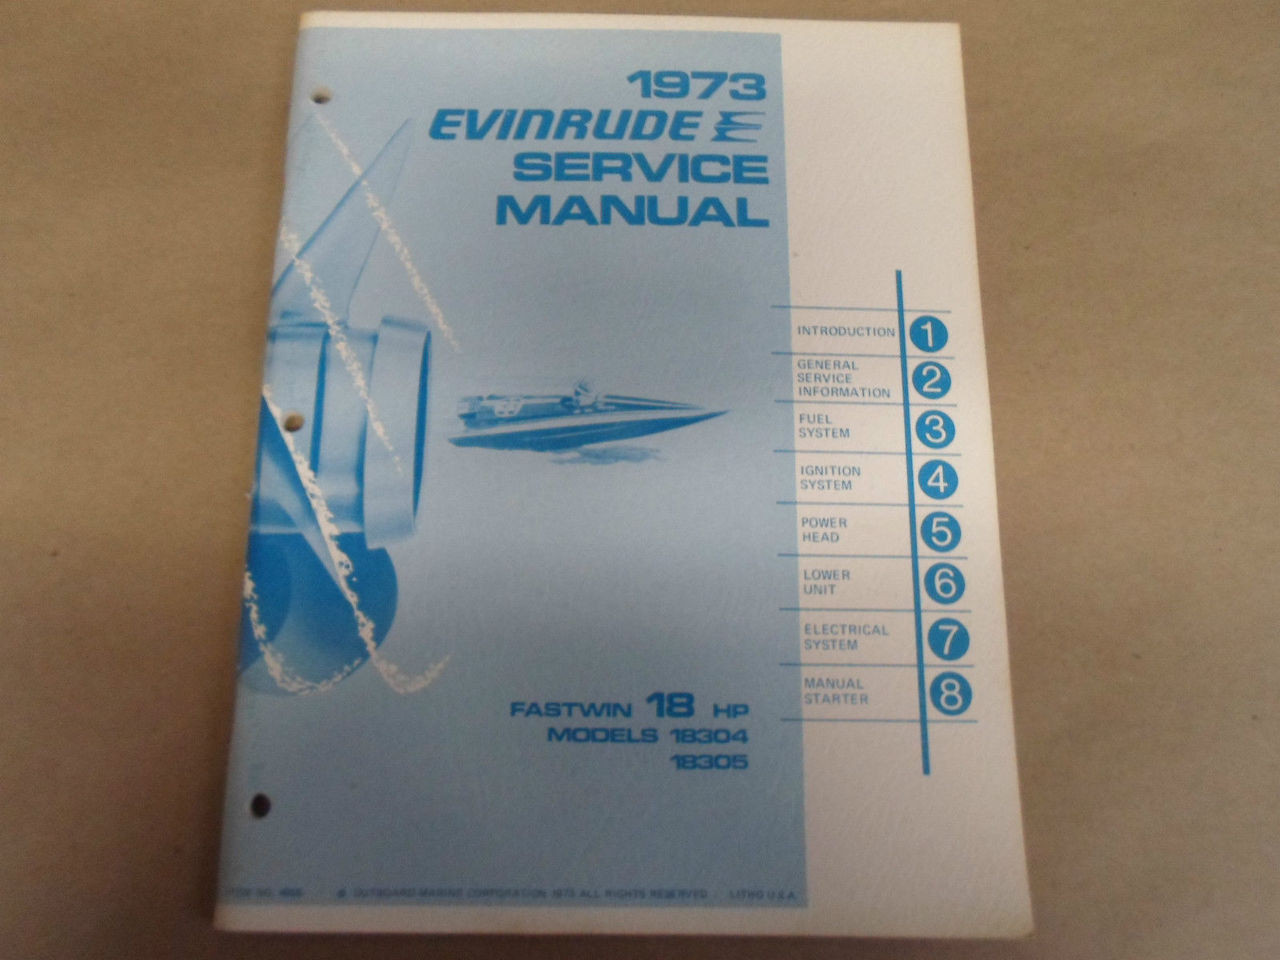 1973
EVINRUDE
SERVICE
MANUAL
INTRODUCTION 1
GENERAL
SERVICE
INFORMATION 2
FUEL
SYSTEM 3
IGNITION
SYSTEM 4
POWER
HEAD 5
LOWER
UNIT 6
ELECTRICAL
SYSTEM 7
MANUAL
STARTER 8
FASTWIN 18 HP
MODELS 18304
18305
ITEM NO. © OUTBOARD MARINE CORPORATION 1973 ALL RIGHTS RESERVED - LITHO U.S.A.